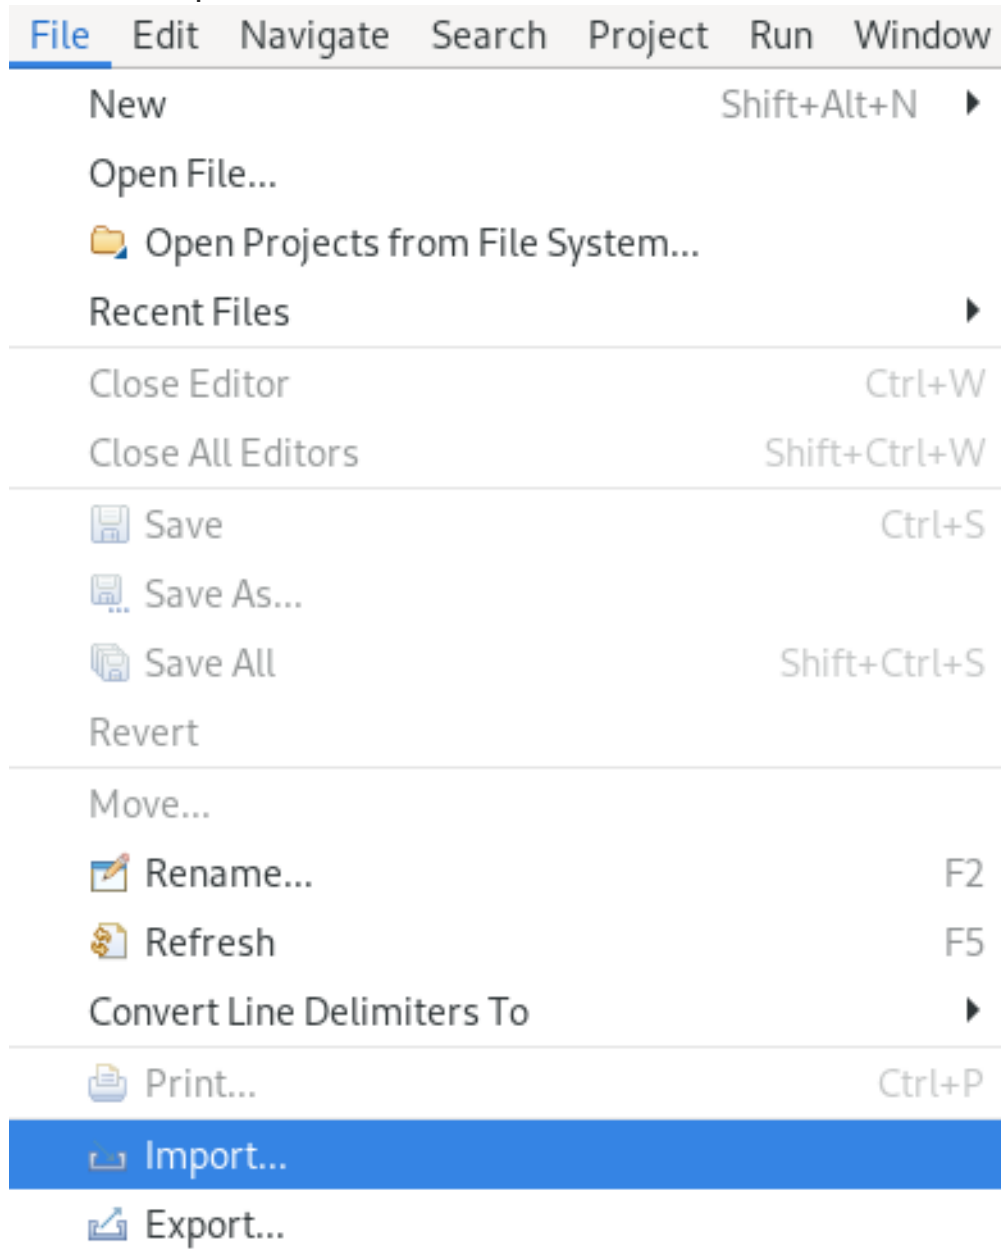 File Edit Navigate Search Project Run Window
New Shift+Alt+N
Open File...
Open Projects from File System...
Recent Files
Close Editor Ctrl+W
Close All Editors Shift+Ctrl+W
Save Ctrl+S
Save As...
Save All Shift+Ctrl+S
Revert
Move...
Rename... F2
Refresh F5
Convert Line Delimiters To
Print... Ctrl+P
Import...
Export...